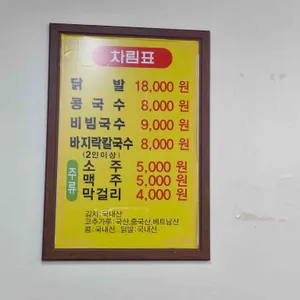 차림표
닭 발 18,000 원
콩 국 수 8,000 원
비빔국수 9,000 원
바지락칼국수 8,000 원
(2인이상)
주류
소 주 5,000 원
맥 주 5,000 원
막걸리 4,000 원
김치:국내산
고추가루:국산,중국산,베트남산
콩:국내산 닭발:국내산